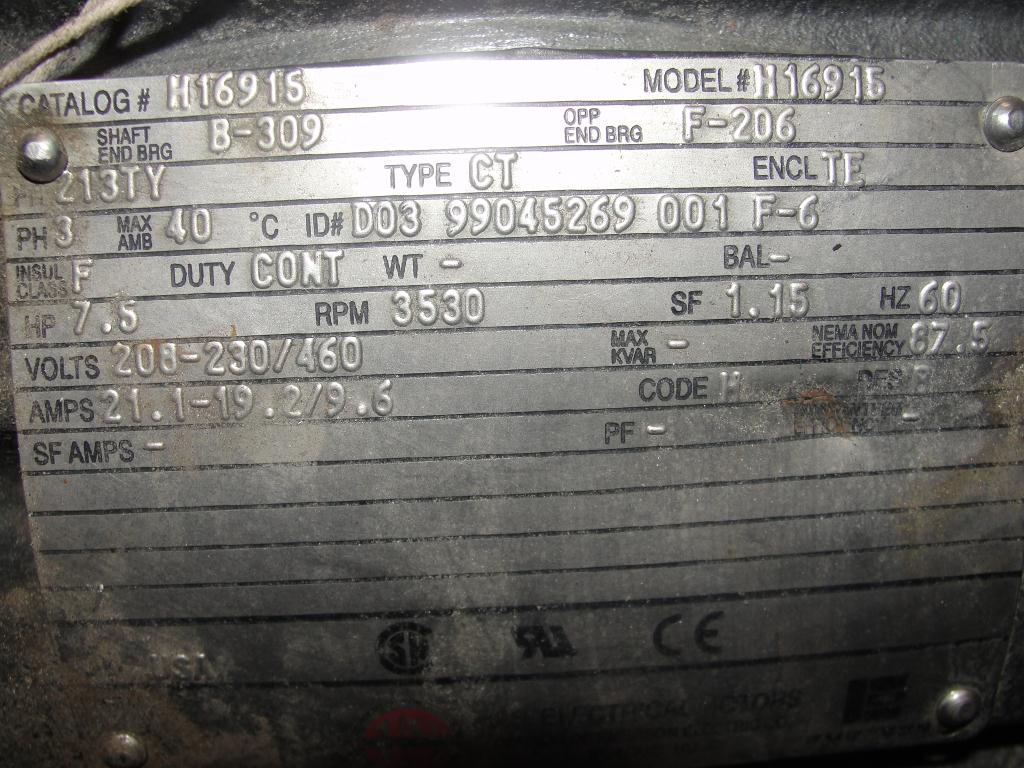 CATALOG # H16915 MODEL # H16915
SHAFT END BRG B-309 OPP END BRG F-206
213TY TYPE CT ENCL TE
PH 3 MAX AMB 40 °C ID# D03 99045269 001 F-6
INSUL CLASS F DUTY CONT WT - BAL-
HP 7.5 RPM 3530 SF 1.15 HZ 60
VOLTS 208-230/460 MAX KVAR - NEMA NOM EFFICIENCY 87.5
AMPS 21.1-19.2/9.6 CODE H DES
SF AMPS - PF - -
CE
ELECTRICAL MOTORS